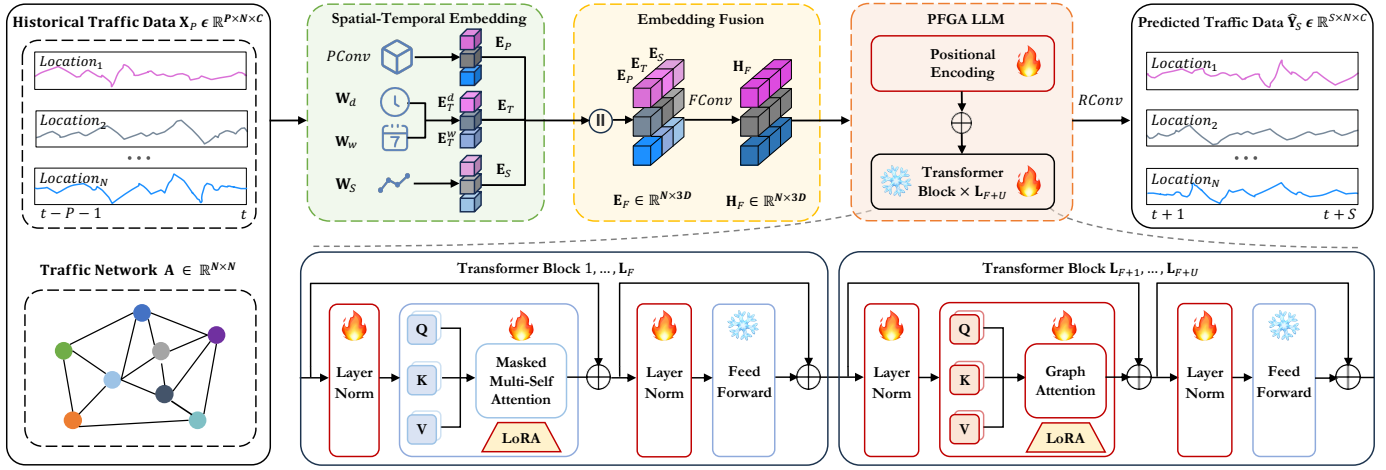 Historical Traffic Data X_P ϵ ℝ^{P×N×C}
Location_1
Location_2
...
Location_N
t − P − 1
t
Traffic Network A ∈ ℝ^{N×N}
Spatial-Temporal Embedding
PConv
E_P
W_d
E_T^d
E_T
7
W_w
E_T^w
W_S
E_S
Embedding Fusion
E_S
E_T
E_P
H_F
FConv
E_F ∈ ℝ^{N×3D}
H_F ∈ ℝ^{N×3D}
PFGA LLM
Positional
Encoding
Transformer
Block × L_{F+U}
RConv
Predicted Traffic Data Ŷ_S ϵ ℝ^{S×N×C}
Location_1
Location_2
...
Location_N
t + 1
t + S
Transformer Block 1, ..., L_F
Layer
Norm
Q
K
V
Masked
Multi-Self
Attention
LoRA
Layer
Norm
Feed
Forward
Transformer Block L_{F+1}, ..., L_{F+U}
Layer
Norm
Q
K
V
Graph
Attention
LoRA
Layer
Norm
Feed
Forward